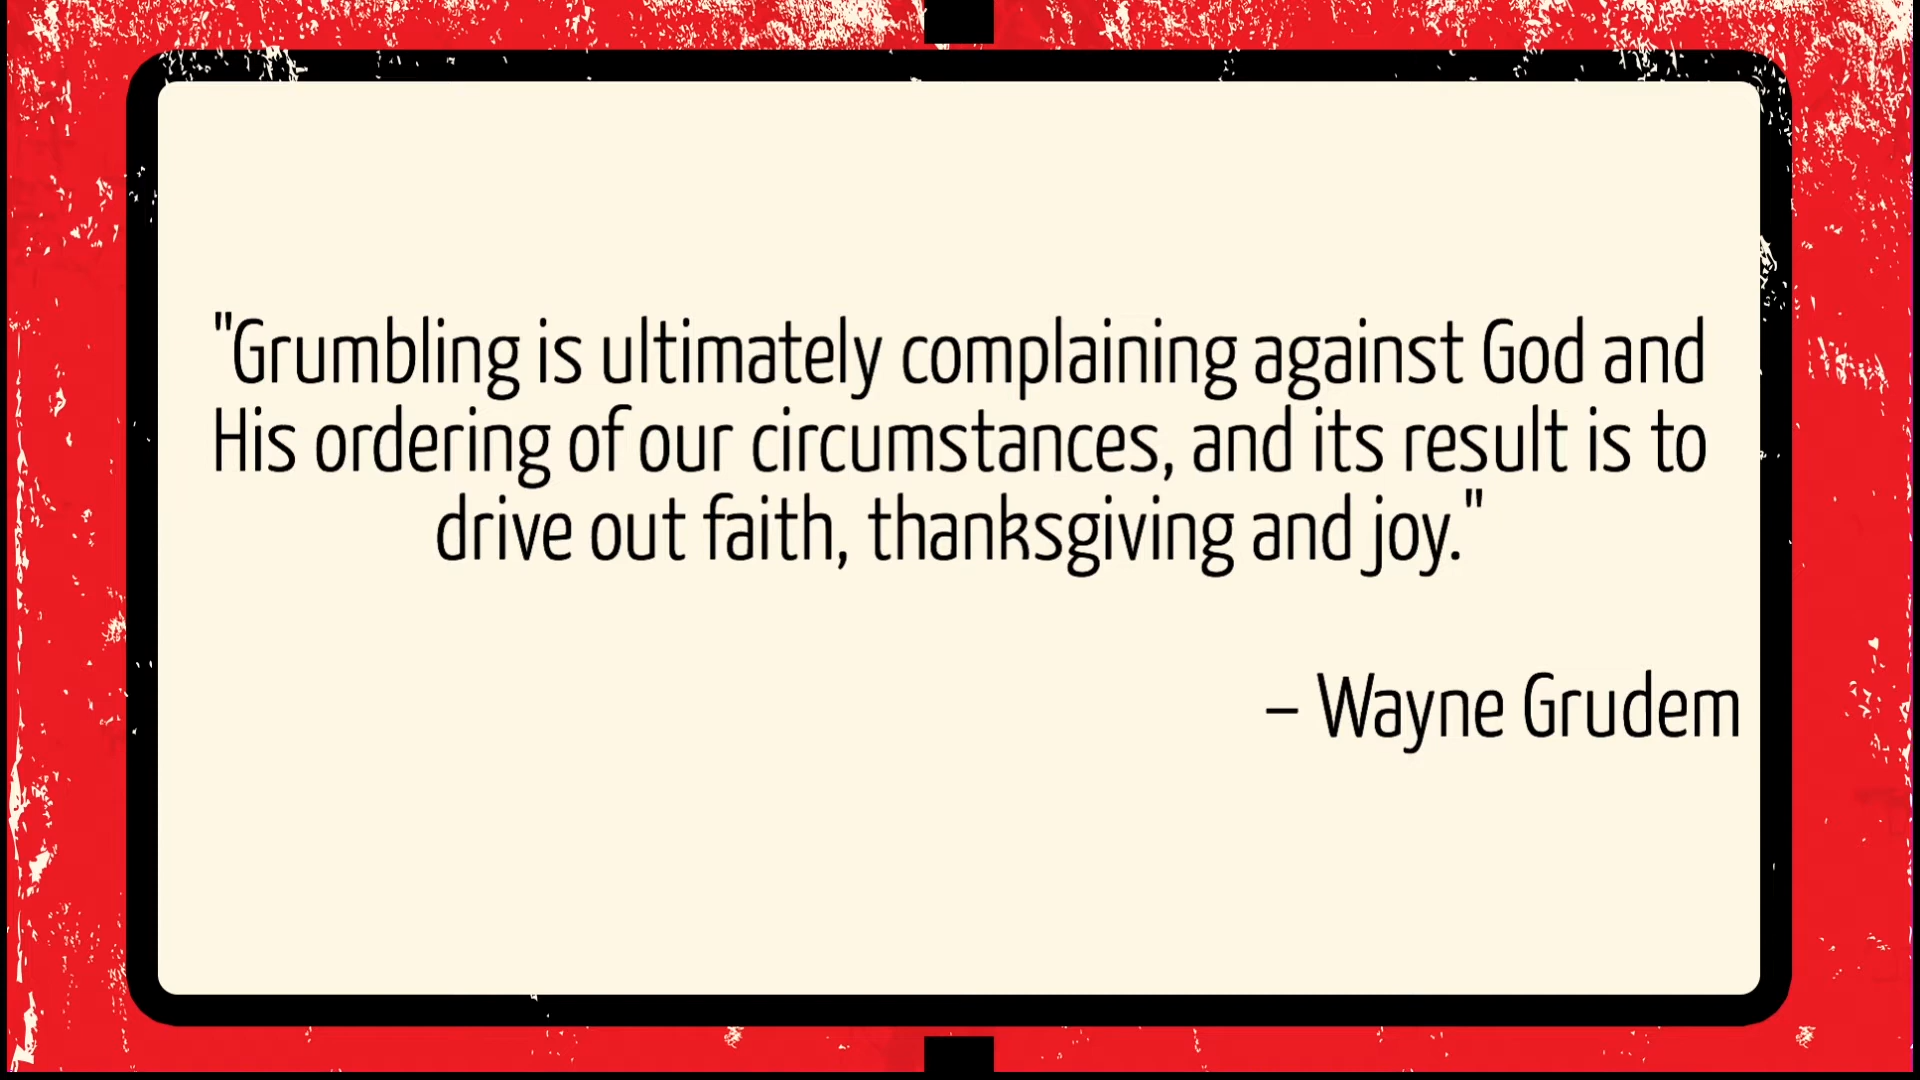 "Grumbling is ultimately complaining against God and
His ordering of our circumstances, and its result is to
drive out faith, thanksgiving and joy."
– Wayne Grudem